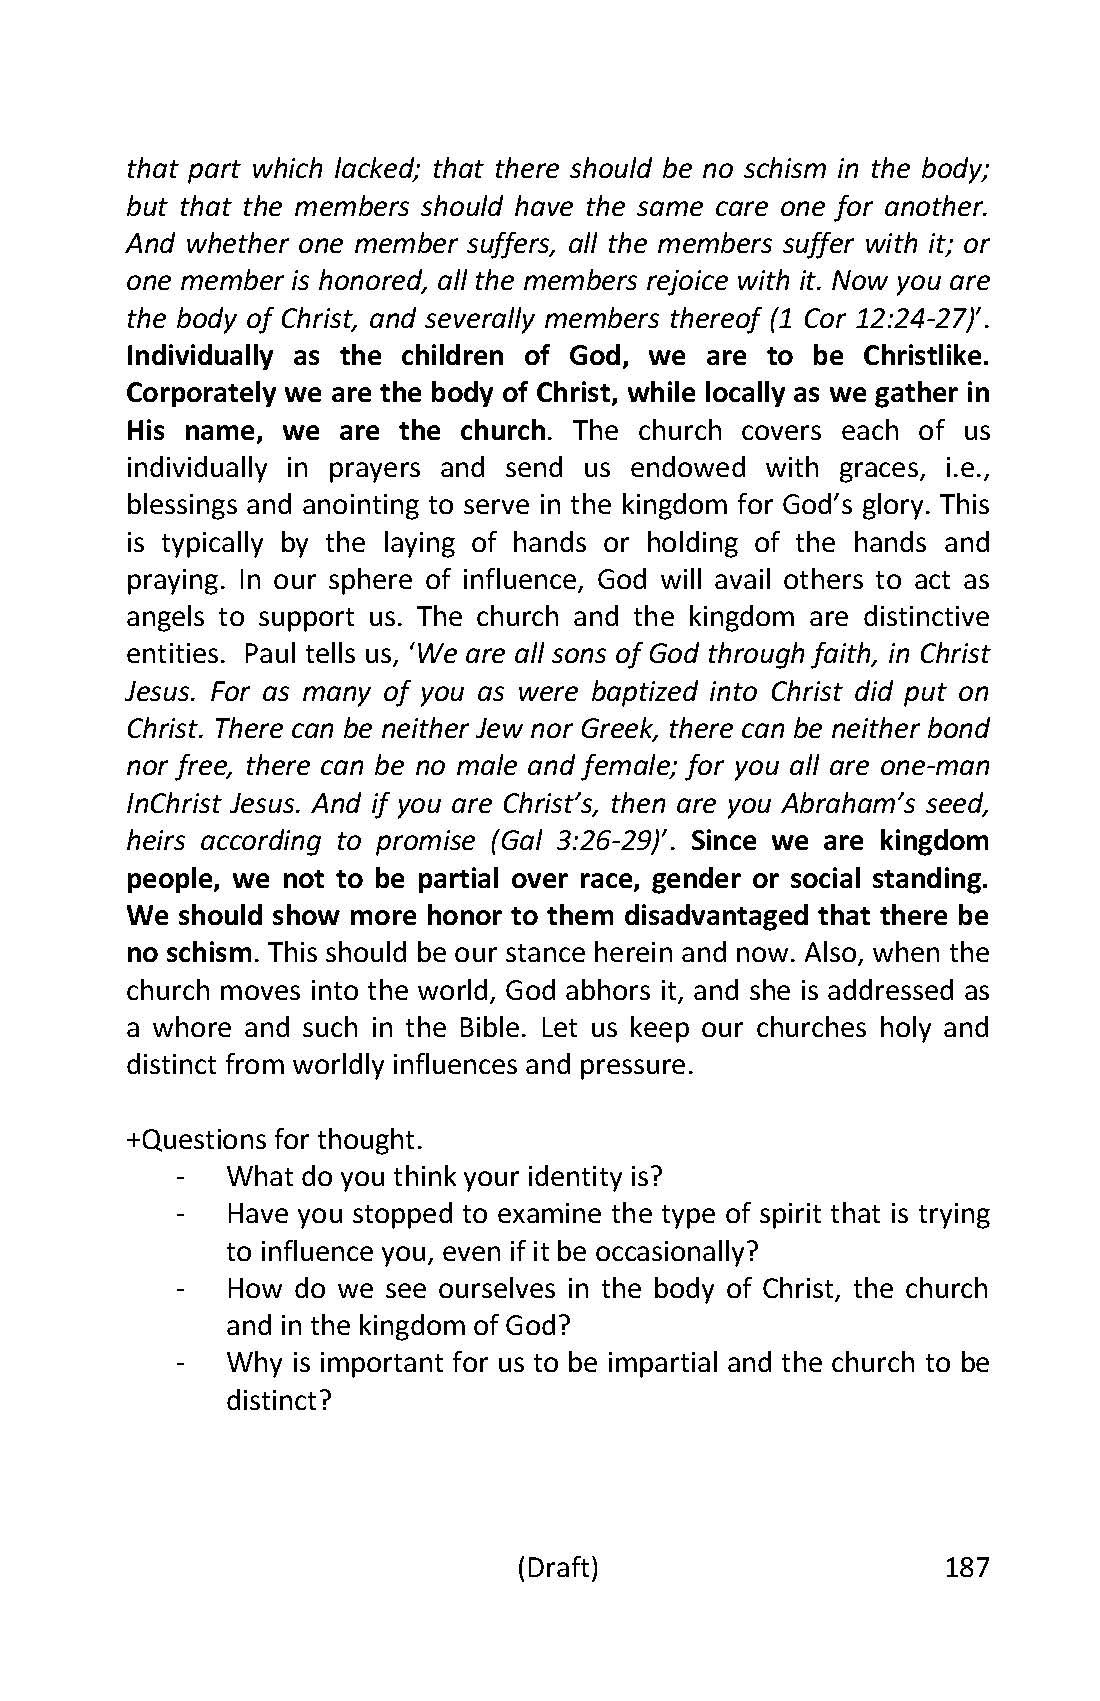 that part which lacked; that there should be no schism in the body;
but that the members should have the same care one for another.
And whether one member suffers, all the members suffer with it; or
one member is honored, all the members rejoice with it. Now you are
the body of Christ, and severally members thereof (1 Cor 12:24-27)’.
Individually as the children of God, we are to be Christlike.
Corporately we are the body of Christ, while locally as we gather in
His name, we are the church. The church covers each of us
individually in prayers and send us endowed with graces, i.e.,
blessings and anointing to serve in the kingdom for God’s glory. This
is typically by the laying of hands or holding of the hands and
praying. In our sphere of influence, God will avail others to act as
angels to support us. The church and the kingdom are distinctive
entities. Paul tells us, ‘We are all sons of God through faith, in Christ
Jesus. For as many of you as were baptized into Christ did put on
Christ. There can be neither Jew nor Greek, there can be neither bond
nor free, there can be no male and female; for you all are one-man
InChrist Jesus. And if you are Christ’s, then are you Abraham’s seed,
heirs according to promise (Gal 3:26-29)’. Since we are kingdom
people, we not to be partial over race, gender or social standing.
We should show more honor to them disadvantaged that there be
no schism. This should be our stance herein and now. Also, when the
church moves into the world, God abhors it, and she is addressed as
a whore and such in the Bible. Let us keep our churches holy and
distinct from worldly influences and pressure.
+Questions for thought.
- What do you think your identity is?
- Have you stopped to examine the type of spirit that is trying
to influence you, even if it be occasionally?
- How do we see ourselves in the body of Christ, the church
and in the kingdom of God?
- Why is important for us to be impartial and the church to be
distinct?
(Draft) 187